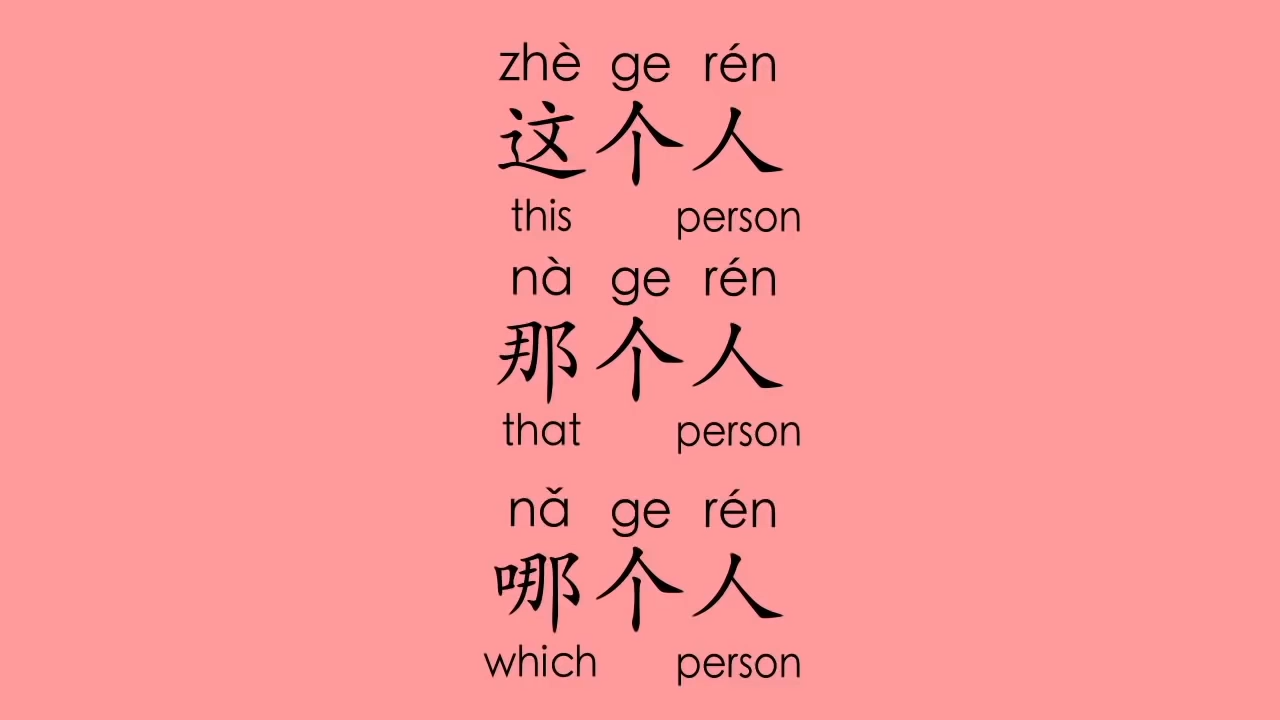 zhè ge rén
这个人
this person
nà ge rén
那个人
that person
nǎ ge rén
哪个人
which person